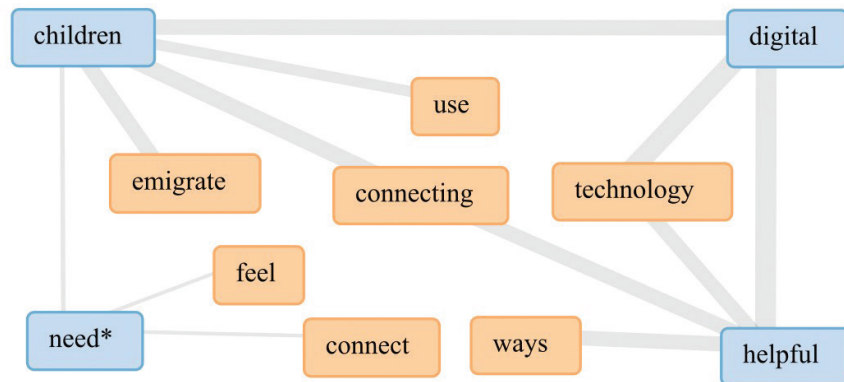 children
digital
use
emigrate
connecting
technology
feel
need*
connect
ways
helpful